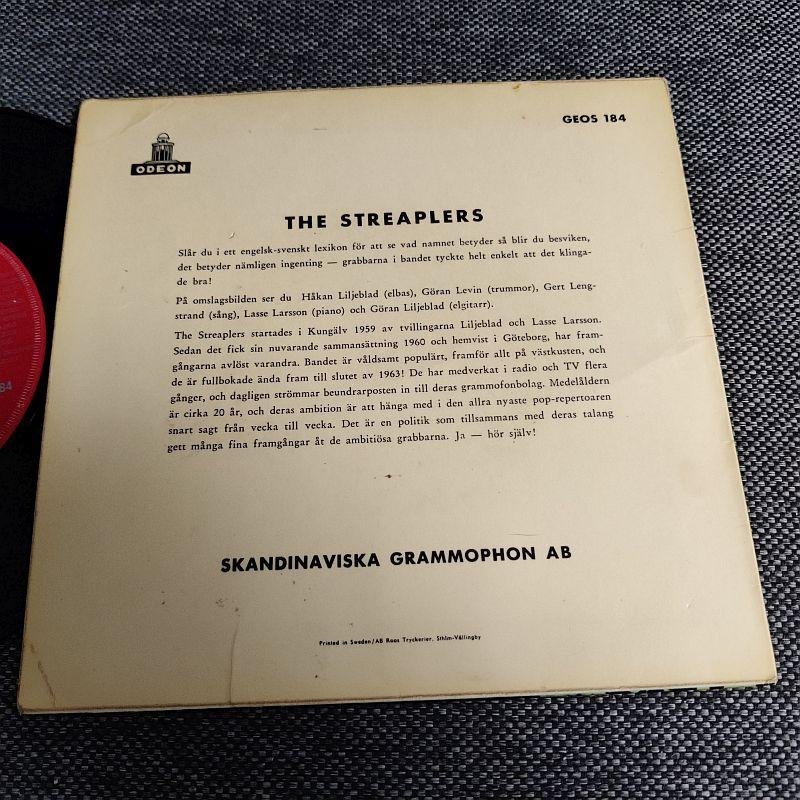 GEOS 184
ODEON
THE STREAPLERS
Slår du i ett engelsk-svenskt lexikon för att se vad namnet betyder så blir du besviken,
det betyder nämligen ingenting — grabbarna i bandet tyckte helt enkelt att det klinga-
de bra!
På omslagsbilden ser du Håkan Liljeblad (elbas), Göran Levin (trummor), Gert Leng-
strand (sång), Lasse Larsson (piano) och Göran Liljeblad (elgitarr).
The Streaplers startades i Kungälv 1959 av tvillingarna Liljeblad och Lasse Larsson.
Sedan det fick sin nuvarande sammansättning 1960 och hemvist i Göteborg, har fram-
gångarna avlöst varandra. Bandet är våldsamt populärt, framför allt på västkusten, och
de är fullbokade ända fram till slutet av 1963! De har medverkat i radio och TV flera
gånger, och dagligen strömmar beundrarposten in till deras grammofonbolag. Medelåldern
är cirka 20 år, och deras ambition är att hänga med i den allra nyaste pop-repertoaren
snart sagt från vecka till vecka. Det är en politik som tillsammans med deras talang
gett många fina framgångar åt de ambitiösa grabbarna. Ja — hör själv!
SKANDINAVISKA GRAMMOPHON AB
Printed in Sweden/AB Roos Tryckerier, Sthlm-Vällingby
84